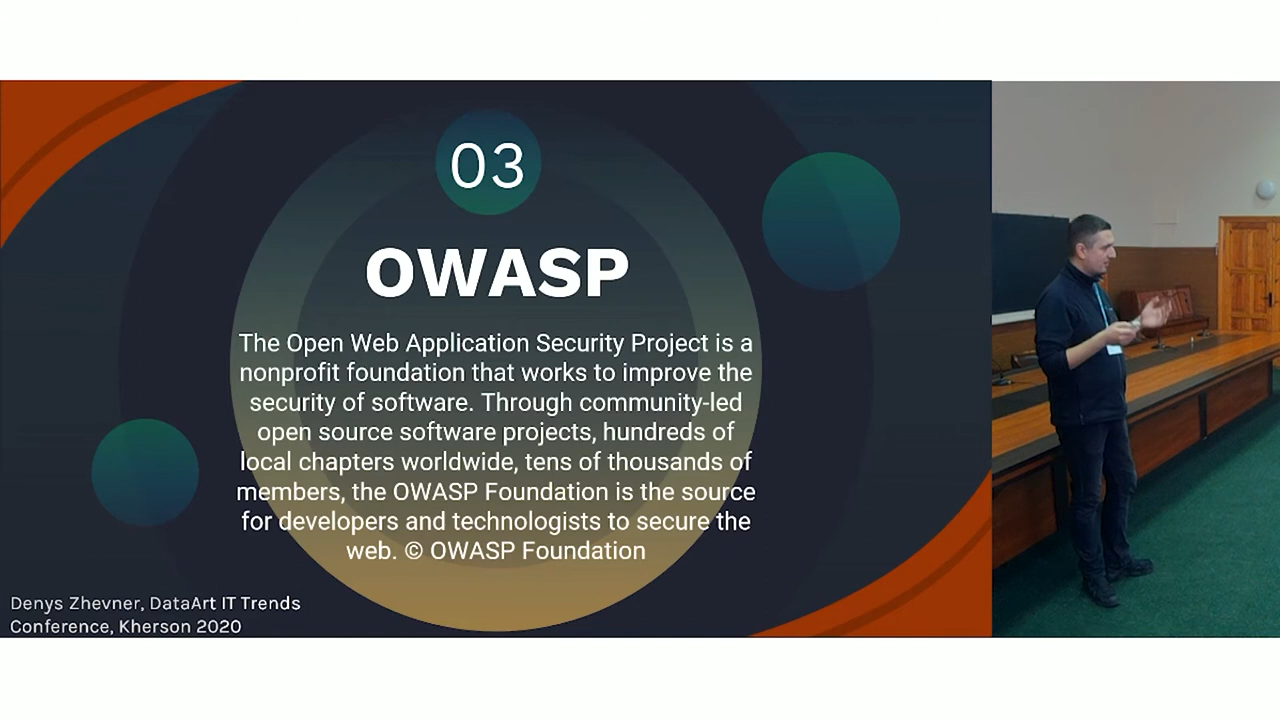 03
OWASP
The Open Web Application Security Project is a
nonprofit foundation that works to improve the
security of software. Through community-led
open source software projects, hundreds of
local chapters worldwide, tens of thousands of
members, the OWASP Foundation is the source
for developers and technologists to secure the
web. © OWASP Foundation
Denys Zhevner, DataArt IT Trends
Conference, Kherson 2020